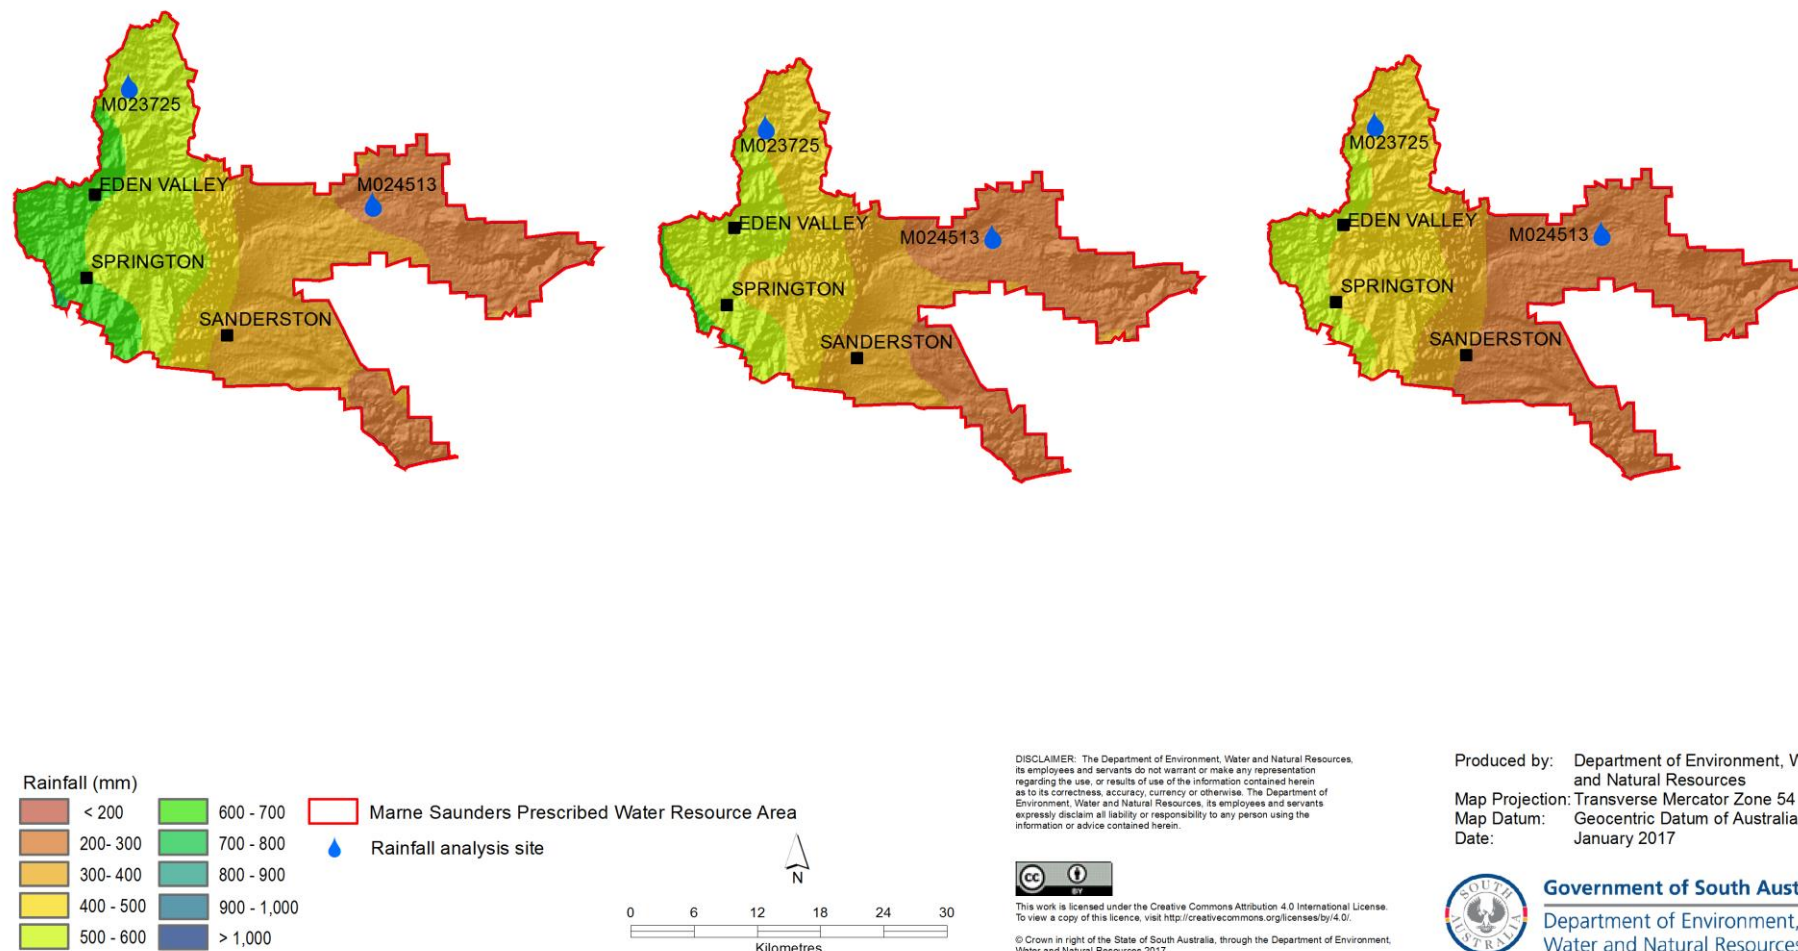 M023725
EDEN VALLEY
M024513
SPRINGTON
SANDERSTON
M023725
EDEN VALLEY
M024513
SPRINGTON
SANDERSTON
M023725
EDEN VALLEY
M024513
SPRINGTON
SANDERSTON
Rainfall (mm)
< 200
200- 300
300- 400
400 - 500
500 - 600
600 - 700
700 - 800
800 - 900
900 - 1,000
> 1,000
Marne Saunders Prescribed Water Resource Area
Rainfall analysis site
N
0 6 12 18 24 30
Kilometres
DISCLAIMER: The Department of Environment, Water and Natural Resources,
its employees and servants do not warrant or make any representation
regarding the use, or results of use of the information contained herein
as to its correctness, accuracy, currency or otherwise. The Department of
Environment, Water and Natural Resources, its employees and servants
expressly disclaim all liability or responsibility to any person using the
information or advice contained herein.
cc BY
This work is licensed under the Creative Commons Attribution 4.0 International License.
To view a copy of this licence, visit http://creativecommons.org/licenses/by/4.0/.
© Crown in right of the State of South Australia, through the Department of Environment,
Water and Natural Resources 2017
Produced by: Department of Environment, W
and Natural Resources
Map Projection: Transverse Mercator Zone 54
Map Datum: Geocentric Datum of Australia
Date: January 2017
SOUTH AUSTRALIA
Government of South Aust
Department of Environment,
Water and Natural Resources